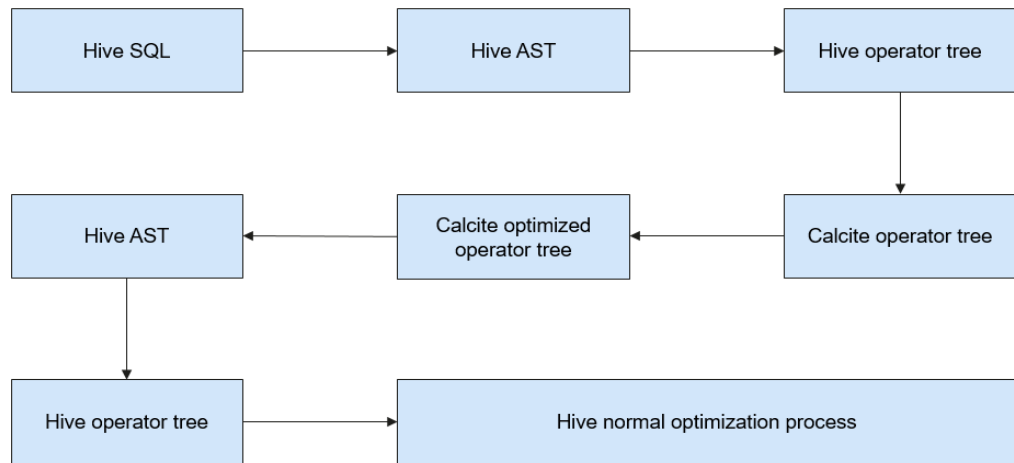 Hive SQL
Hive AST
Hive operator tree
Calcite operator tree
Calcite optimized
operator tree
Hive AST
Hive operator tree
Hive normal optimization process